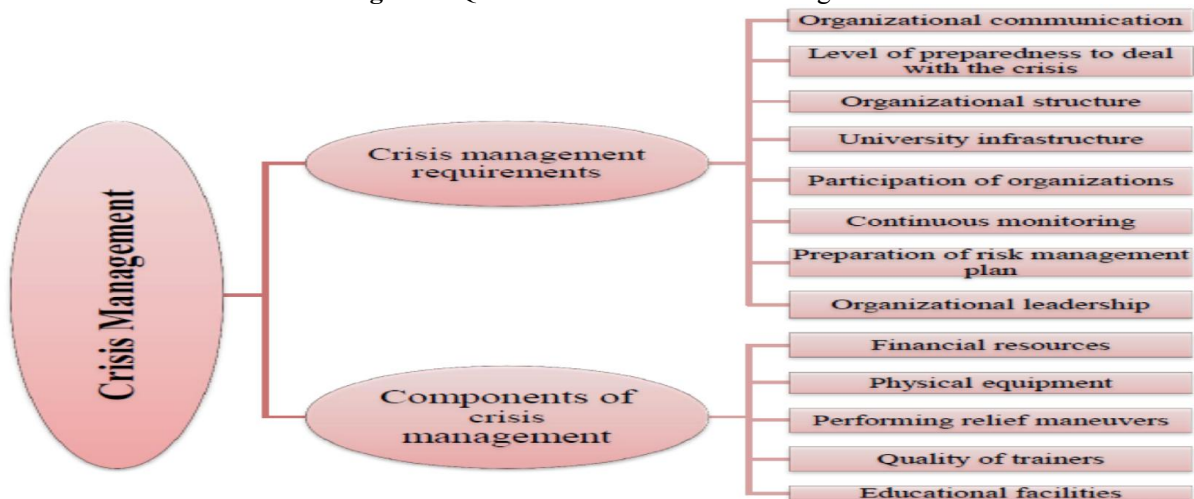 Crisis Management
Crisis management
requirements
Components of
crisis
management
Organizational communication
Level of preparedness to deal
with the crisis
Organizational structure
University infrastructure
Participation of organizations
Continuous monitoring
Preparation of risk management
plan
Organizational leadership
Financial resources
Physical equipment
Performing relief maneuvers
Quality of trainers
Educational facilities